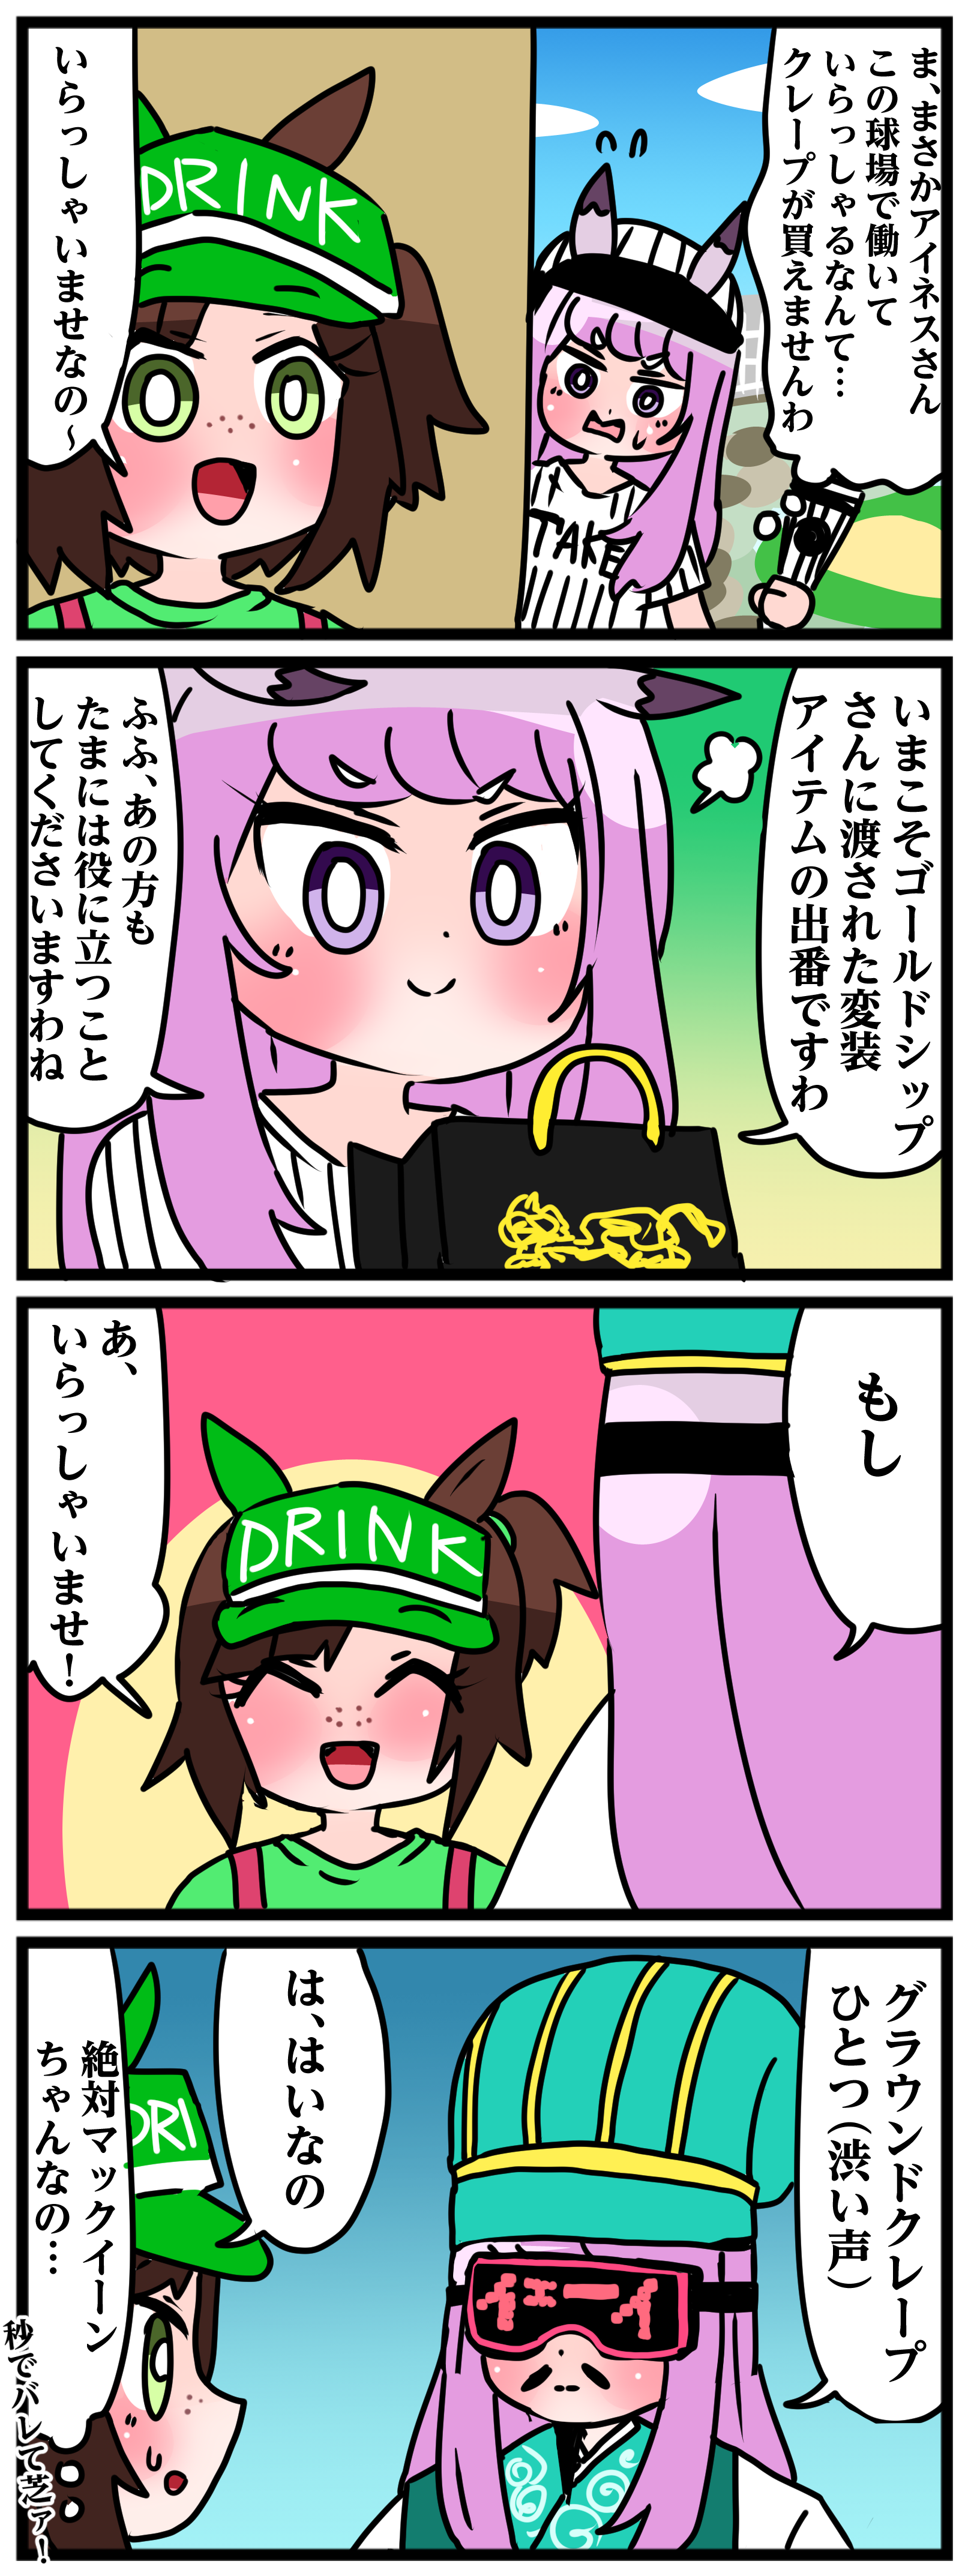 ま、まさかアイネスさん
この球場で働いて
いらっしゃるなんて…
クレープが買えませんわ
TAKE
DRINK
いらっしゃいませなの～
いまこそゴールドシップ
さんに渡された変装
アイテムの出番ですわ
ふふ、あの方も
たまには役に立つこと
してくださいますわね
もし
DRINK
あ、
いらっしゃいませ！
グラウンドクレープ
ひとつ(渋い声)
イェーイ
は、はいなの
DRI
絶対マックイーン
ちゃんなの…
秒でバレて芝ァ！